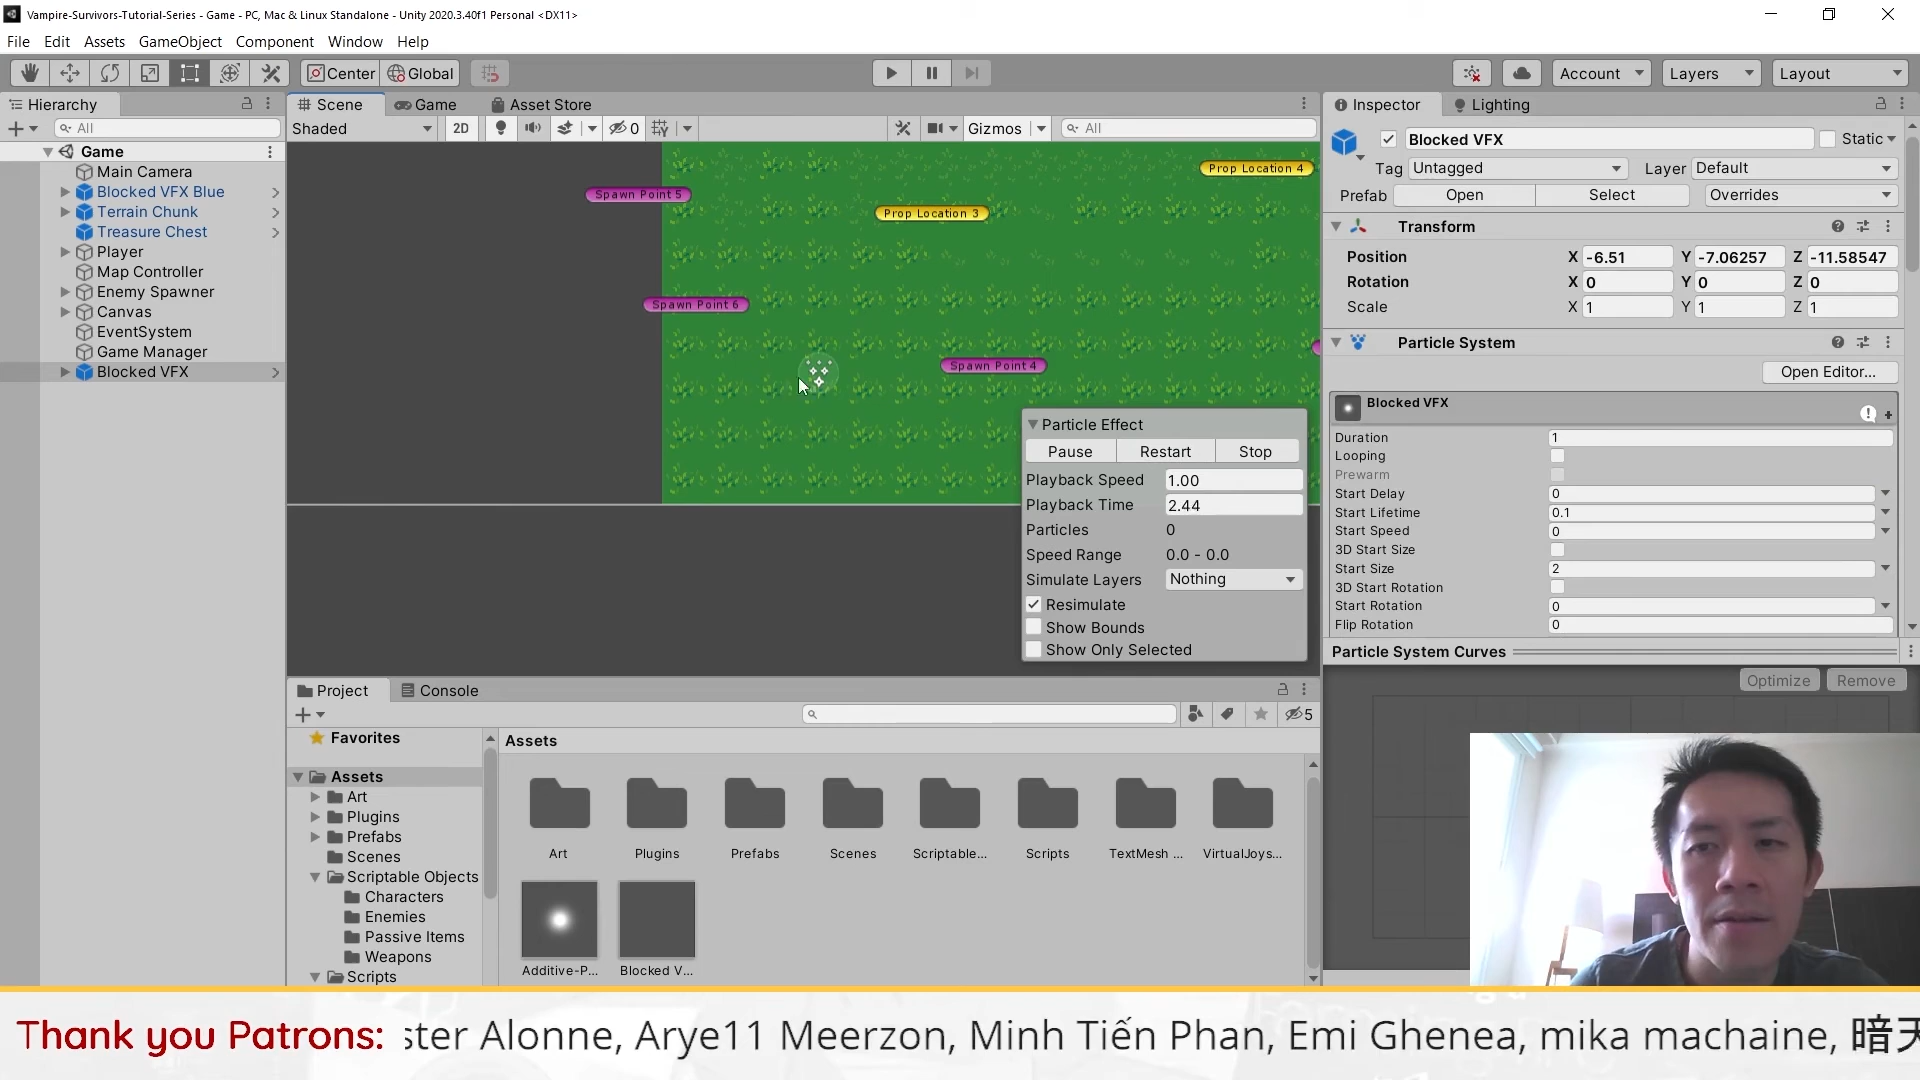 Vampire-Survivors-Tutorial-Series - Game - PC, Mac & Linux Standalone - Unity 2020.3.40f1 Personal <DX11>
File Edit Assets GameObject Component Window Help
Center Global Account Layers Layout
Hierarchy
All
Game
Main Camera
Blocked VFX Blue
Terrain Chunk
Treasure Chest
Player
Map Controller
Enemy Spawner
Canvas
EventSystem
Game Manager
Blocked VFX
Scene Game Asset Store
Shaded 2D 0 Gizmos All
Prop Location 4
Spawn Point 5
Prop Location 3
Spawn Point 6
Spawn Point 4
Particle Effect
Pause Restart Stop
Playback Speed 1.00
Playback Time 2.44
Particles 0
Speed Range 0.0 - 0.0
Simulate Layers Nothing
Resimulate
Show Bounds
Show Only Selected
Inspector Lighting
Blocked VFX Static
Tag Untagged Layer Default
Prefab Open Select Overrides
Transform
Position X -6.51 Y -7.06257 Z -11.58547
Rotation X 0 Y 0 Z 0
Scale X 1 Y 1 Z 1
Particle System
Open Editor...
Blocked VFX
Duration 1
Looping
Prewarm
Start Delay 0
Start Lifetime 0.1
Start Speed 0
3D Start Size
Start Size 2
3D Start Rotation
Start Rotation 0
Flip Rotation 0
Particle System Curves
Optimize Remove
Project Console
5
Favorites
Assets
Art
Plugins
Prefabs
Scenes
Scriptable Objects
Characters
Enemies
Passive Items
Weapons
Scripts
Assets
Art Plugins Prefabs Scenes Scriptable... Scripts TextMesh ... VirtualJoys...
Additive-P... Blocked V...
Thank you Patrons: ster Alonne, Arye11 Meerzon, Minh Tiến Phan, Emi Ghenea, mika machaine, 暗天